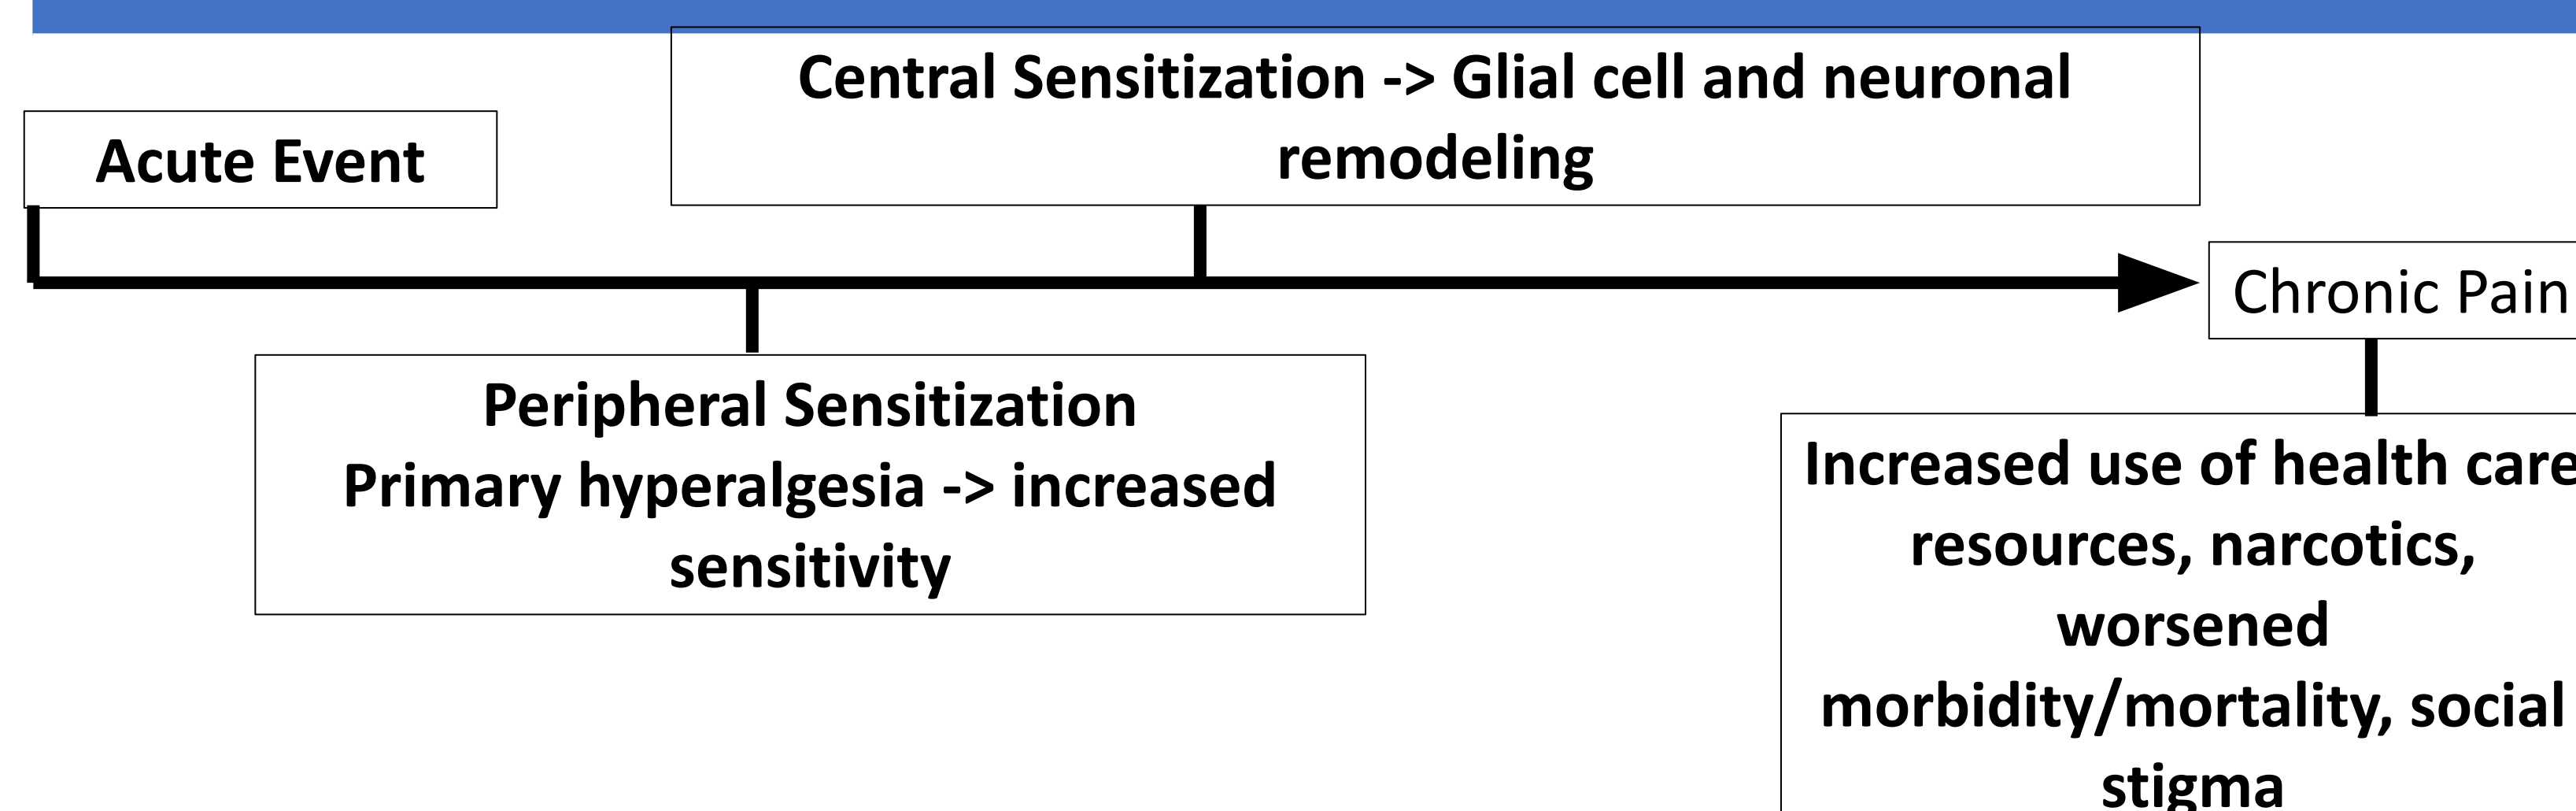 Central Sensitization -> Glial cell and neuronal
remodeling
Acute Event
Chronic Pain
Peripheral Sensitization
Primary hyperalgesia -> increased
sensitivity
Increased use of health care
resources, narcotics,
worsened
morbidity/mortality, social
stigma